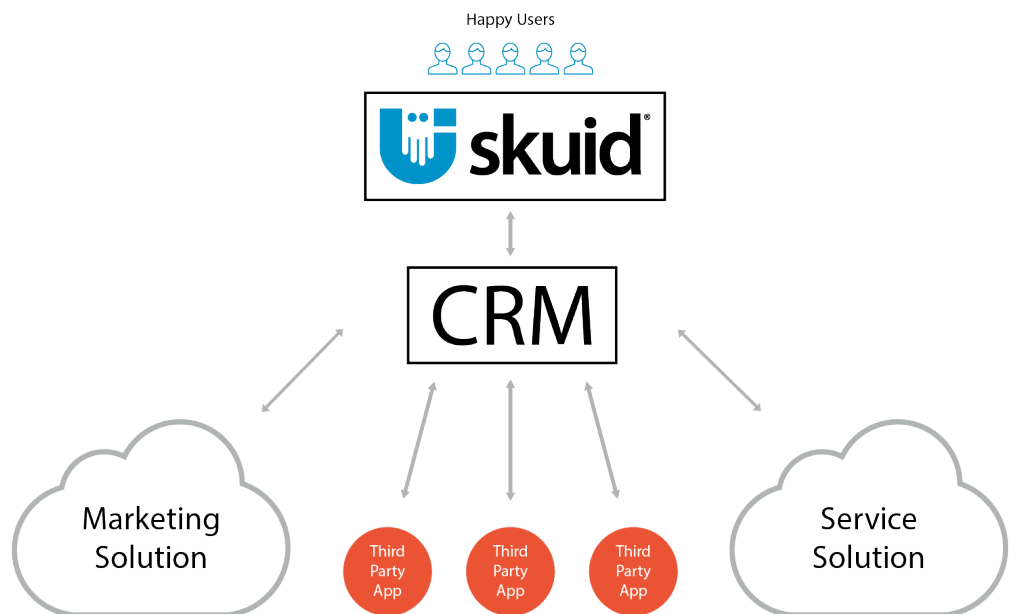 Happy Users
skuid®
CRM
Marketing
Solution
Third
Party
App
Third
Party
App
Third
Party
App
Service
Solution